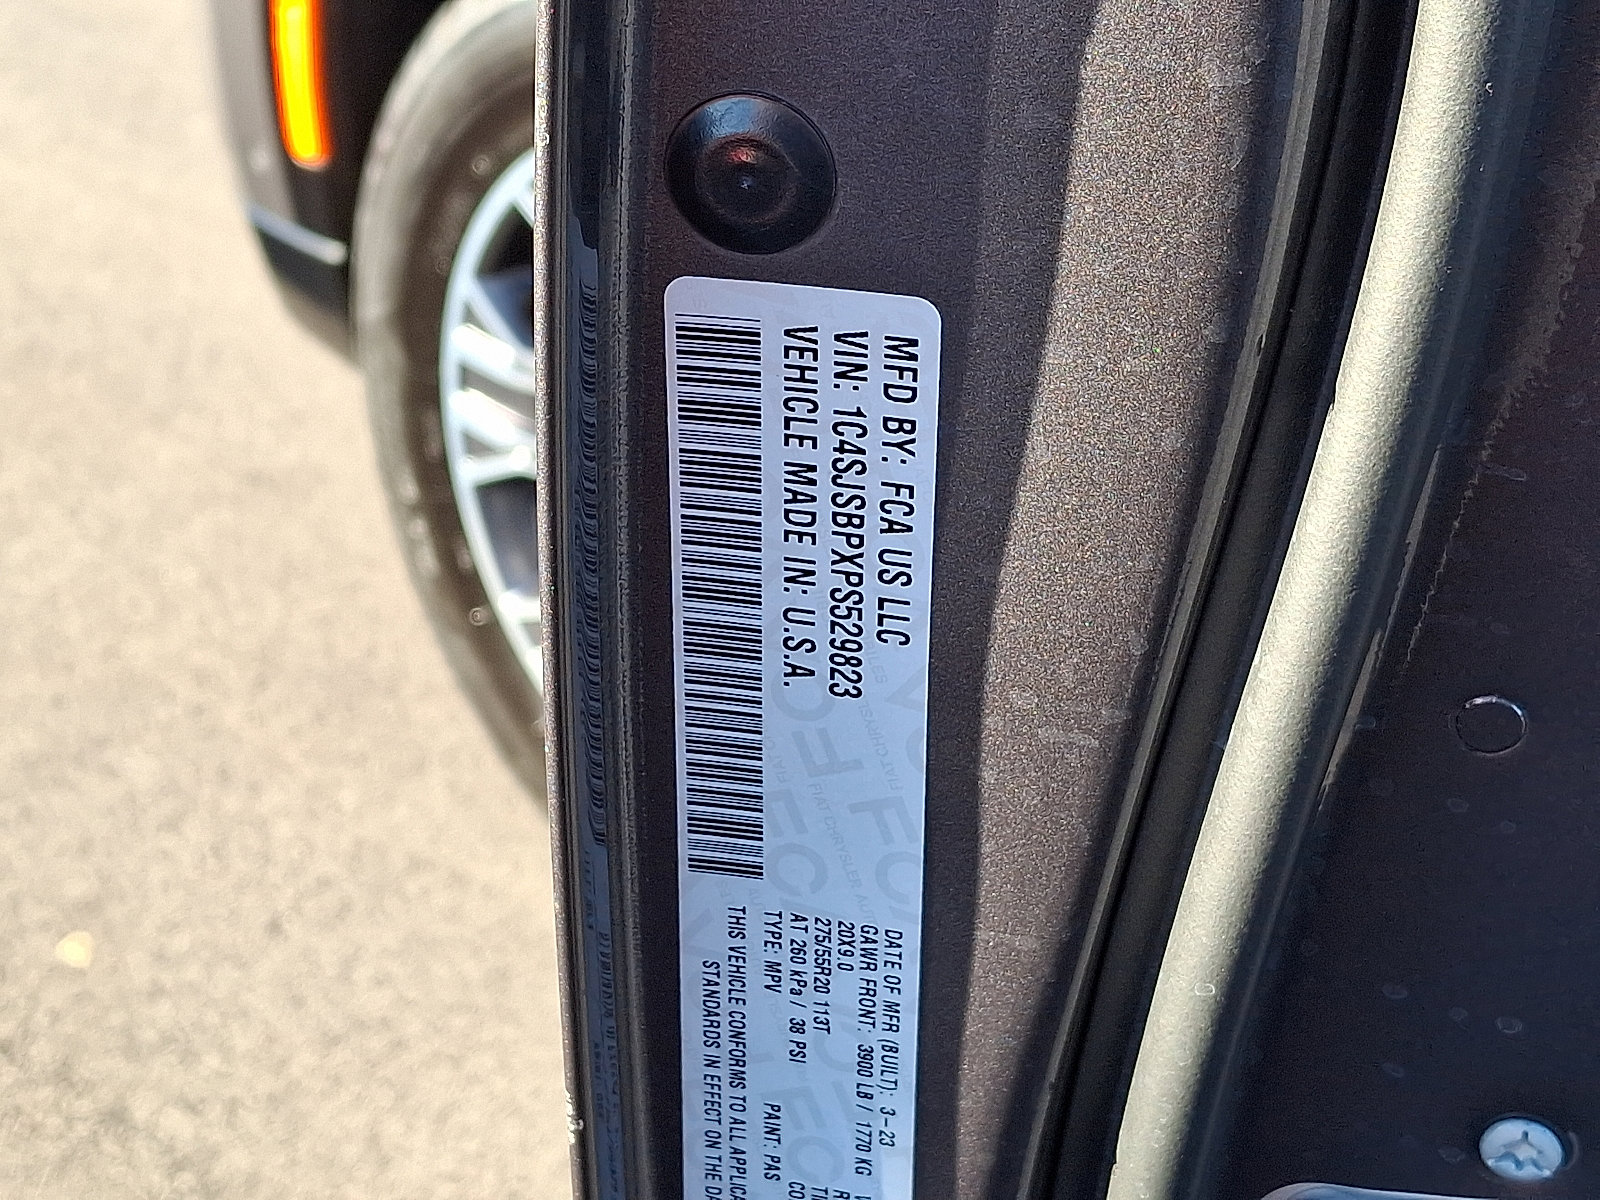 MFD BY: FCA US LLC
VIN: 1C4SJSBPXPS529823
VEHICLE MADE IN: U.S.A.
DATE OF MFR (BUILT): 3-23
GAWR FRONT: 3900 LB / 1770 KG
20X9.0
275/55R20 113T
AT 260 kPa / 38 PSI
TYPE: MPV PAINT: PAS
THIS VEHICLE CONFORMS TO ALL APPLICA
STANDARDS IN EFFECT ON THE DA